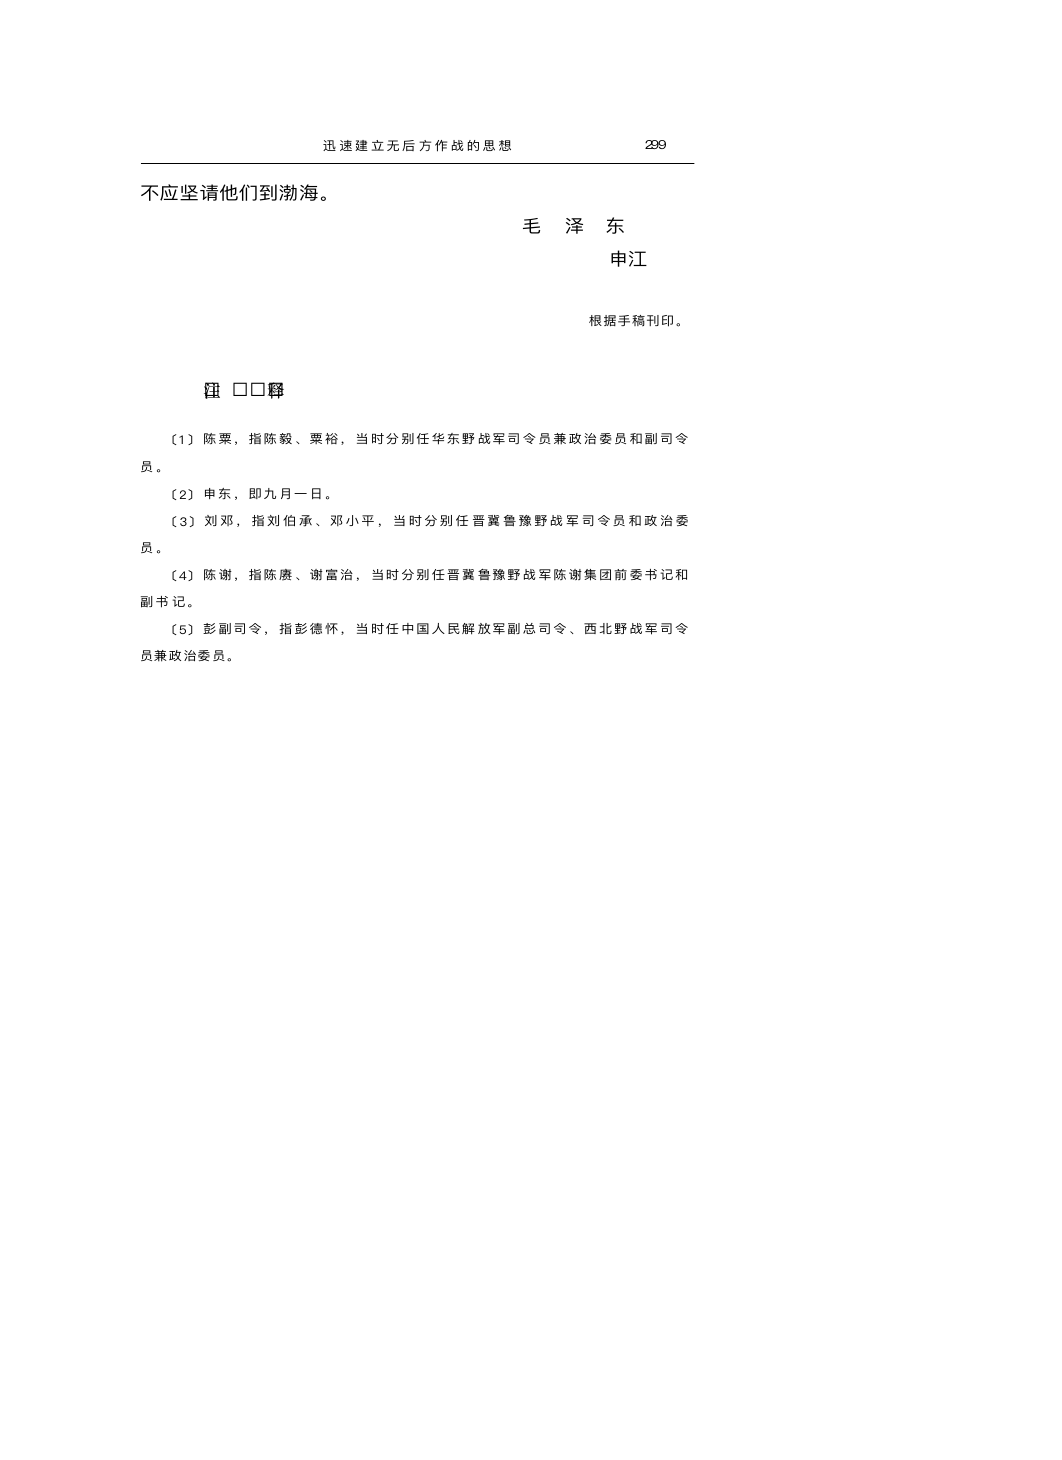 迅速建立无后方作战的思想 299
不应坚请他们到渤海。
毛 泽 东
申江
根据手稿刊印。
注 □□释
〔1〕陈粟，指陈毅、粟裕，当时分别任华东野战军司令员兼政治委员和副司令
员。
〔2〕申东，即九月一日。
〔3〕刘邓，指刘伯承、邓小平，当时分别任晋冀鲁豫野战军司令员和政治委
员。
〔4〕陈谢，指陈赓、谢富治，当时分别任晋冀鲁豫野战军陈谢集团前委书记和
副书记。
〔5〕彭副司令，指彭德怀，当时任中国人民解放军副总司令、西北野战军司令
员兼政治委员。